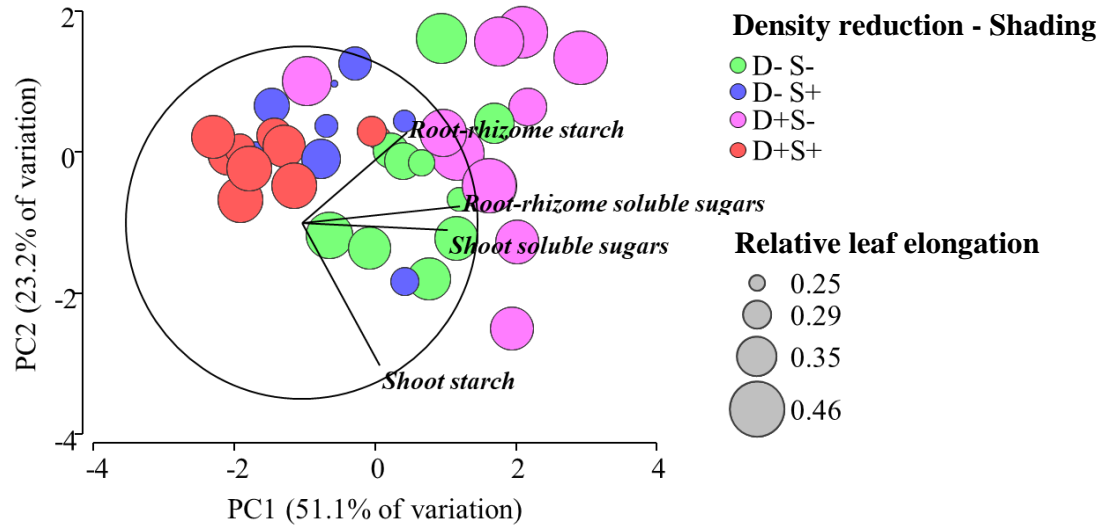 2
0
-2
-4
PC2 (23.2% of variation)
-4
-2
0
2
4
PC1 (51.1% of variation)
Root-rhizome starch
Root-rhizome soluble sugars
Shoot soluble sugars
Shoot starch
Density reduction - Shading
D- S-
D- S+
D+S-
D+S+
Relative leaf elongation
0.25
0.29
0.35
0.46